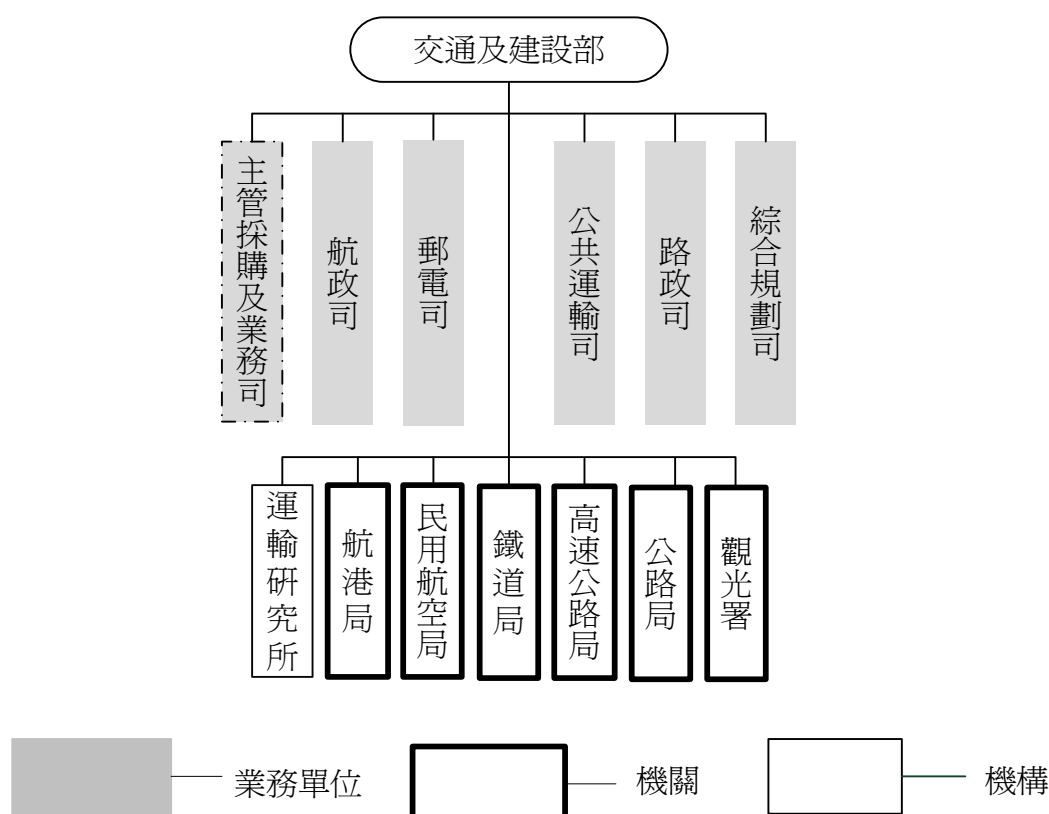 交通及建設部
主管採購及業務司
航政司
郵電司
公共運輸司
路政司
綜合規劃司
運輸研究所
航港局
民用航空局
鐵道局
高速公路局
公路局
觀光署
業務單位
機關
機構